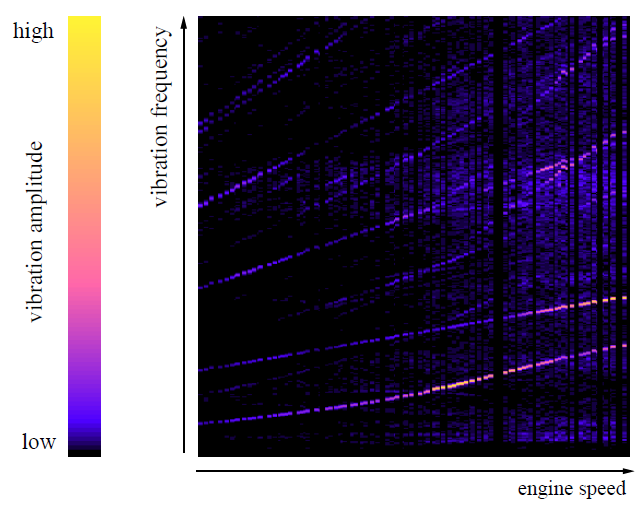 high
vibration amplitude
low
vibration frequency
engine speed